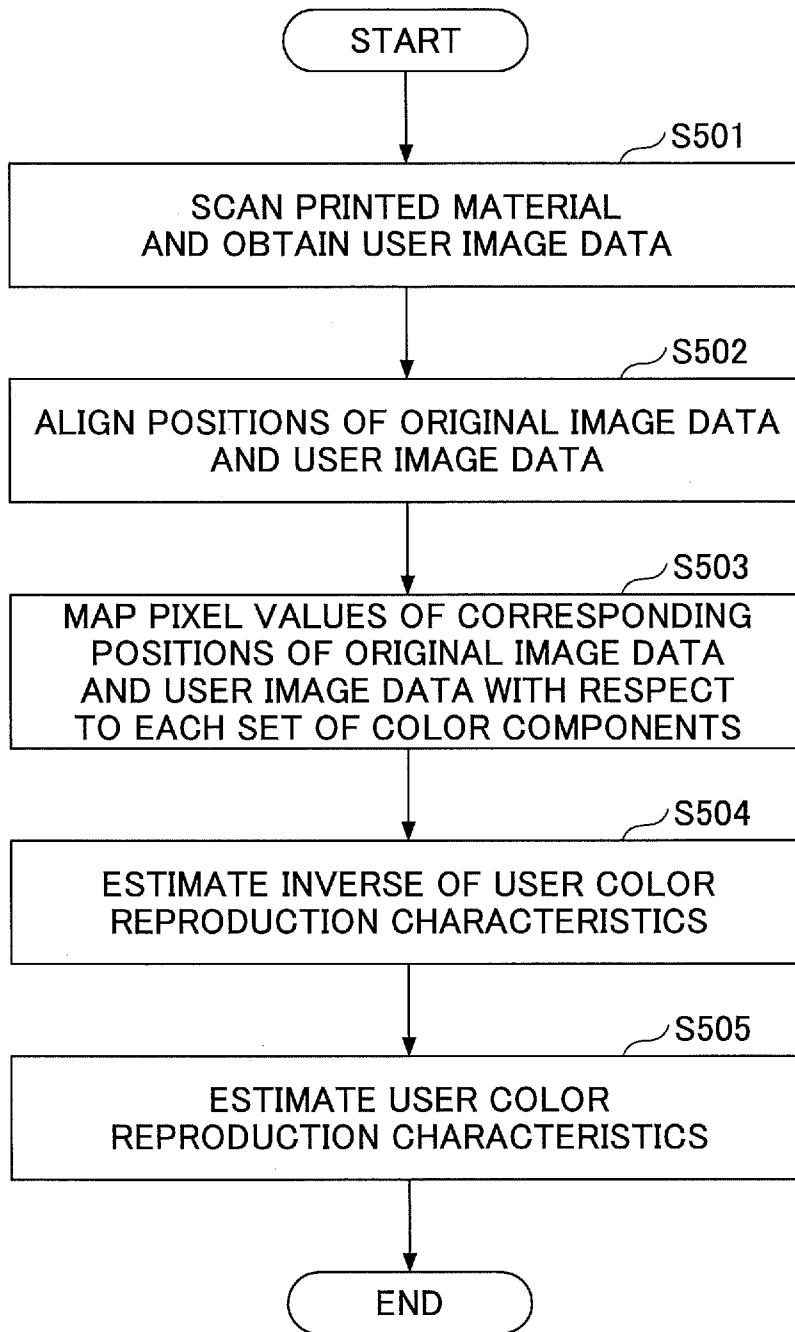 START
S501
SCAN PRINTED MATERIAL
AND OBTAIN USER IMAGE DATA
S502
ALIGN POSITIONS OF ORIGINAL IMAGE DATA
AND USER IMAGE DATA
S503
MAP PIXEL VALUES OF CORRESPONDING
POSITIONS OF ORIGINAL IMAGE DATA
AND USER IMAGE DATA WITH RESPECT
TO EACH SET OF COLOR COMPONENTS
S504
ESTIMATE INVERSE OF USER COLOR
REPRODUCTION CHARACTERISTICS
S505
ESTIMATE USER COLOR
REPRODUCTION CHARACTERISTICS
END